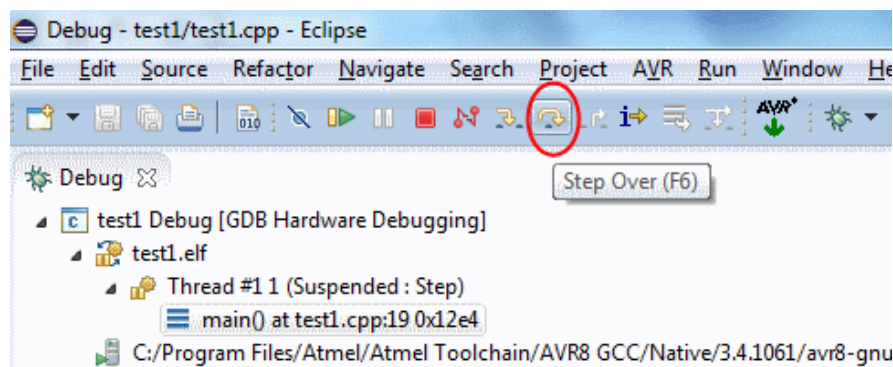 Debug - test1/test1.cpp - Eclipse
File Edit Source Refactor Navigate Search Project AVR Run Window He
010 i AVR
Debug
Step Over (F6)
c test1 Debug [GDB Hardware Debugging]
test1.elf
Thread #1 1 (Suspended : Step)
main() at test1.cpp:19 0x12e4
C:/Program Files/Atmel/Atmel Toolchain/AVR8 GCC/Native/3.4.1061/avr8-gnu